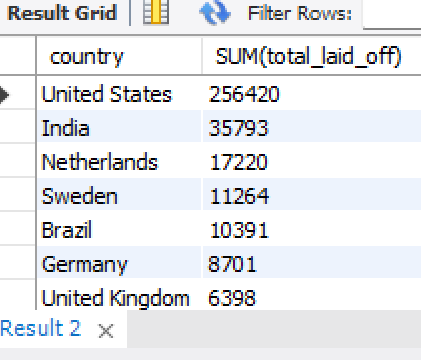 Result Grid Filter Rows:
country SUM(total_laid_off)
United States 256420
India 35793
Netherlands 17220
Sweden 11264
Brazil 10391
Germany 8701
United Kingdom 6398
Result 2 ×